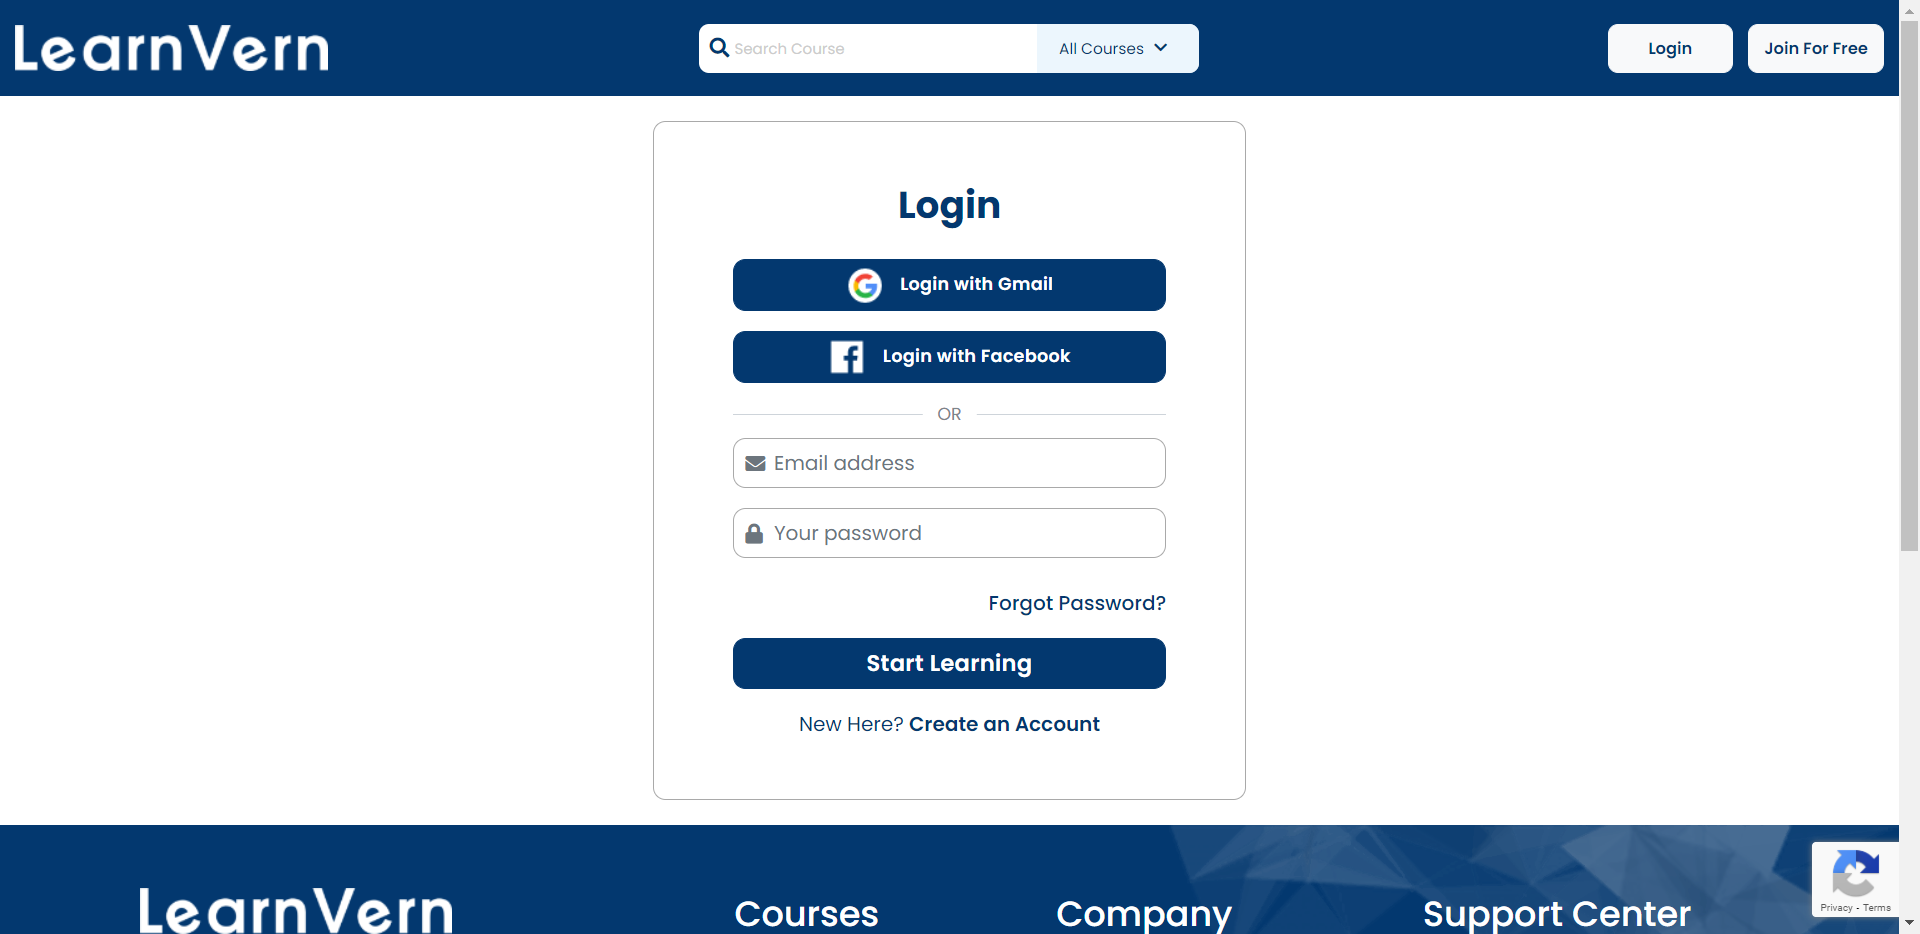 LearnVern
Search Course
All Courses
Login
Join For Free
Login
Login with Gmail
Login with Facebook
OR
Email address
Your password
Forgot Password?
Start Learning
New Here? Create an Account
LearnVern
Courses
Company
Support Center
Privacy - Terms